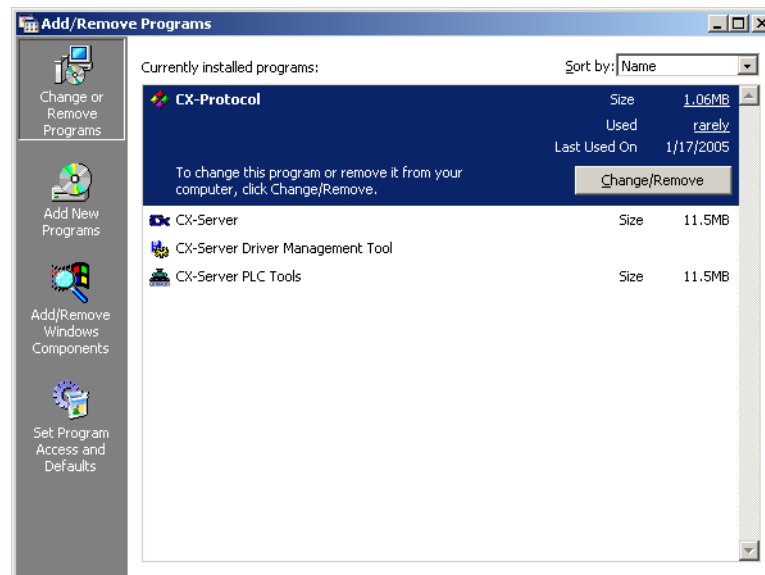 Add/Remove Programs
Change or
Remove
Programs
Add New
Programs
Add/Remove
Windows
Components
Set Program
Access and
Defaults
Currently installed programs:
Sort by: Name
CX-Protocol Size 1.06MB
Used rarely
Last Used On 1/17/2005
To change this program or remove it from your
computer, click Change/Remove.
Change/Remove
CX-Server Size 11.5MB
CX-Server Driver Management Tool
CX-Server PLC Tools Size 11.5MB